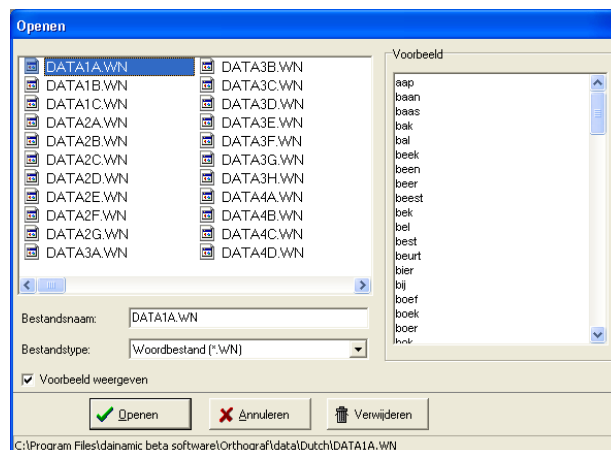 Openen
DATA1A.WN
DATA1B.WN
DATA1C.WN
DATA2A.WN
DATA2B.WN
DATA2C.WN
DATA2D.WN
DATA2E.WN
DATA2F.WN
DATA2G.WN
DATA3A.WN
DATA3B.WN
DATA3C.WN
DATA3D.WN
DATA3E.WN
DATA3F.WN
DATA3G.WN
DATA3H.WN
DATA4A.WN
DATA4B.WN
DATA4C.WN
DATA4D.WN
Voorbeeld
aap
baan
baas
bak
bal
beek
been
beer
beest
bek
bel
best
beurt
bier
bij
boef
boek
boer
bok
Bestandsnaam: DATA1A.WN
Bestandstype: Woordbestand (*.WN)
Voorbeeld weergeven
Openen Annuleren Verwijderen
C:\Program Files\dainamic beta software\Orthograf\data\Dutch\DATA1A.WN